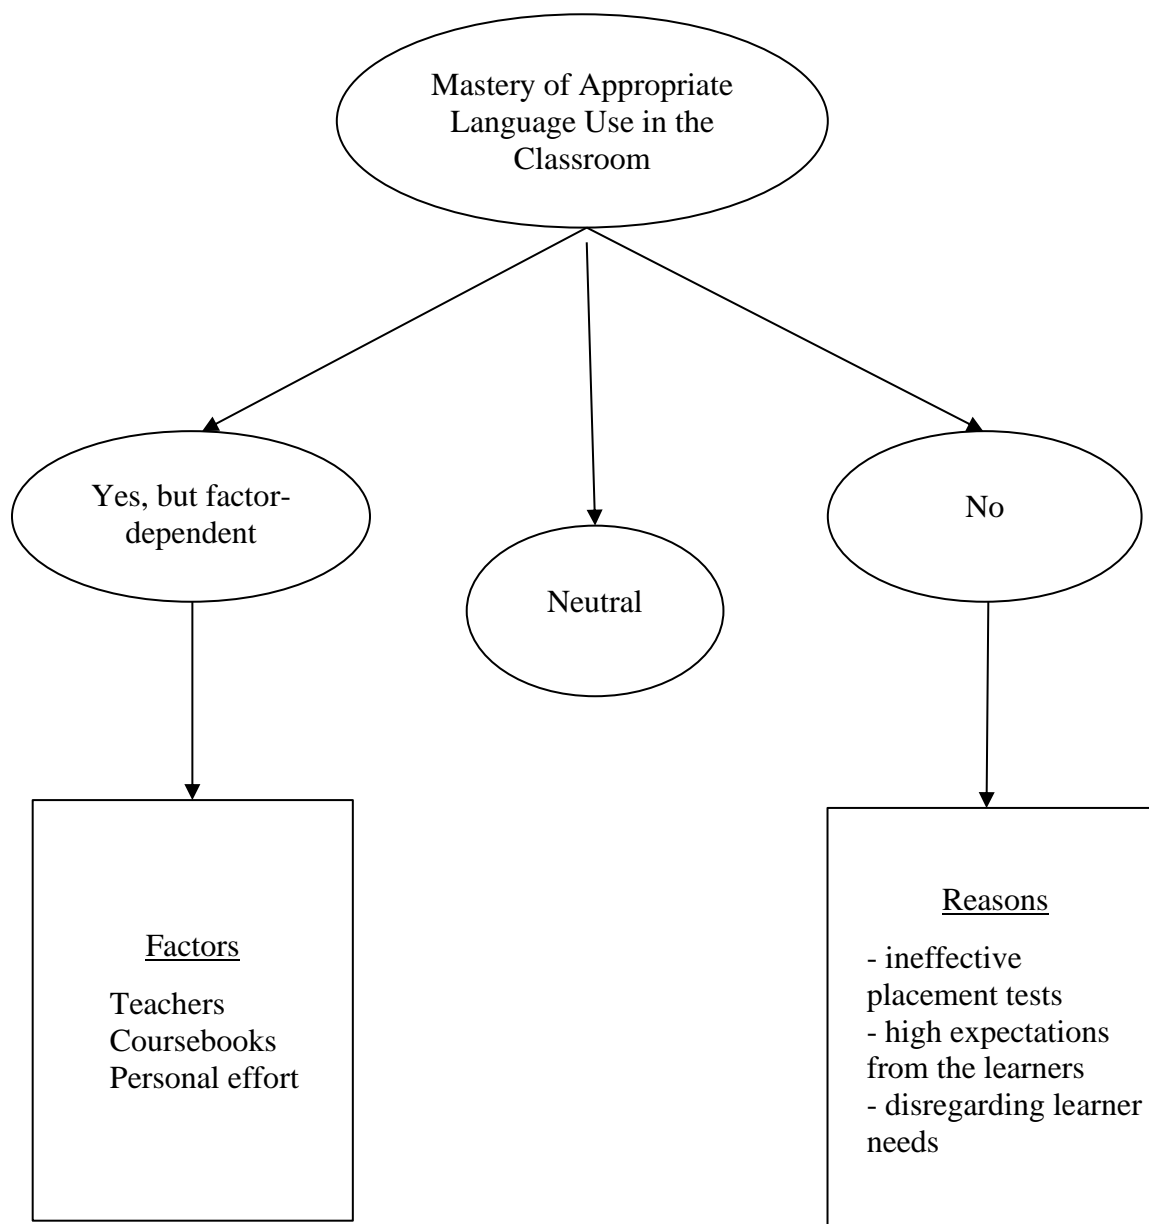 Mastery of Appropriate
Language Use in the
Classroom
Yes, but factor-
dependent
Neutral
No
Factors
Teachers
Coursebooks
Personal effort
Reasons
- ineffective
placement tests
- high expectations
from the learners
- disregarding learner
needs